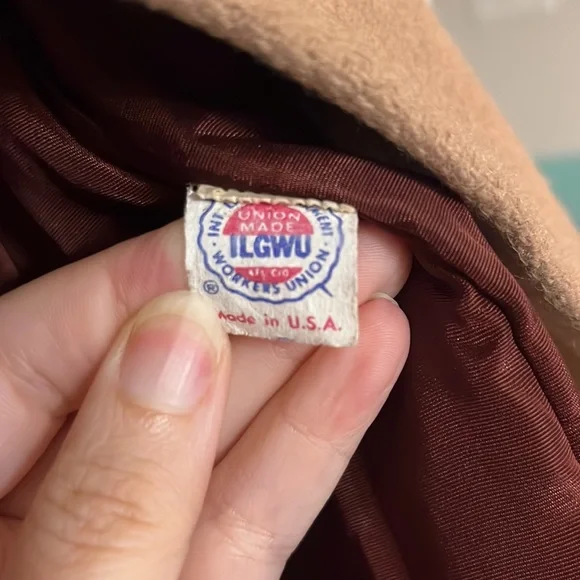 INT MENT
UNION
MADE
ILGWU
AFL CIO
WORKERS UNION
®
Made in U.S.A.